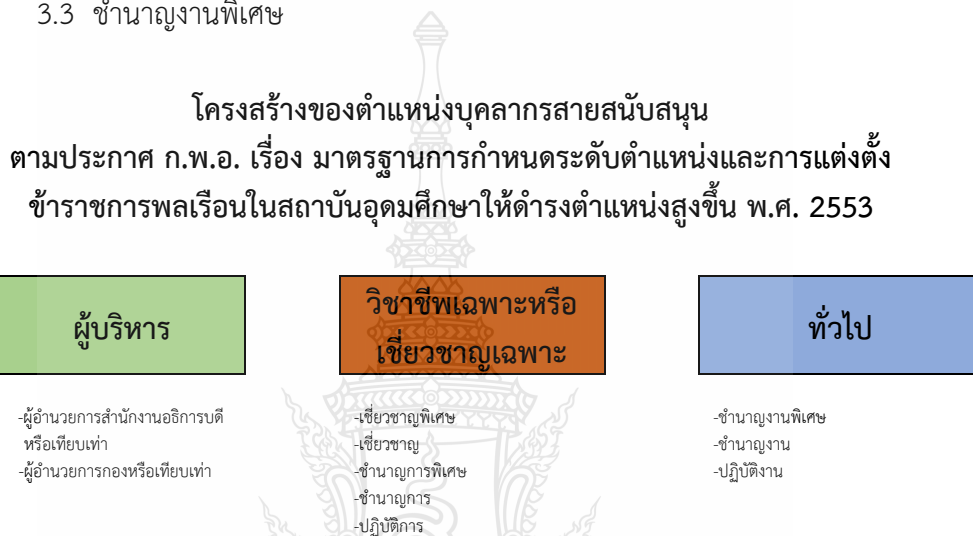 3.3 ชำนาญงานพิเศษ
โครงสร้างของตำแหน่งบุคลากรสายสนับสนุน
ตามประกาศ ก.พ.อ. เรื่อง มาตรฐานการกำหนดระดับตำแหน่งและการแต่งตั้ง
ข้าราชการพลเรือนในสถาบันอุดมศึกษาให้ดำรงตำแหน่งสูงขึ้น พ.ศ. 2553
ผู้บริหาร
-ผู้อำนวยการสำนักงานอธิการบดี
หรือเทียบเท่า
-ผู้อำนวยการกองหรือเทียบเท่า
วิชาชีพเฉพาะหรือ
เชี่ยวชาญเฉพาะ
-เชี่ยวชาญพิเศษ
-เชี่ยวชาญ
-ชำนาญการพิเศษ
-ชำนาญการ
-ปฏิบัติการ
ทั่วไป
-ชำนาญงานพิเศษ
-ชำนาญงาน
-ปฏิบัติงาน